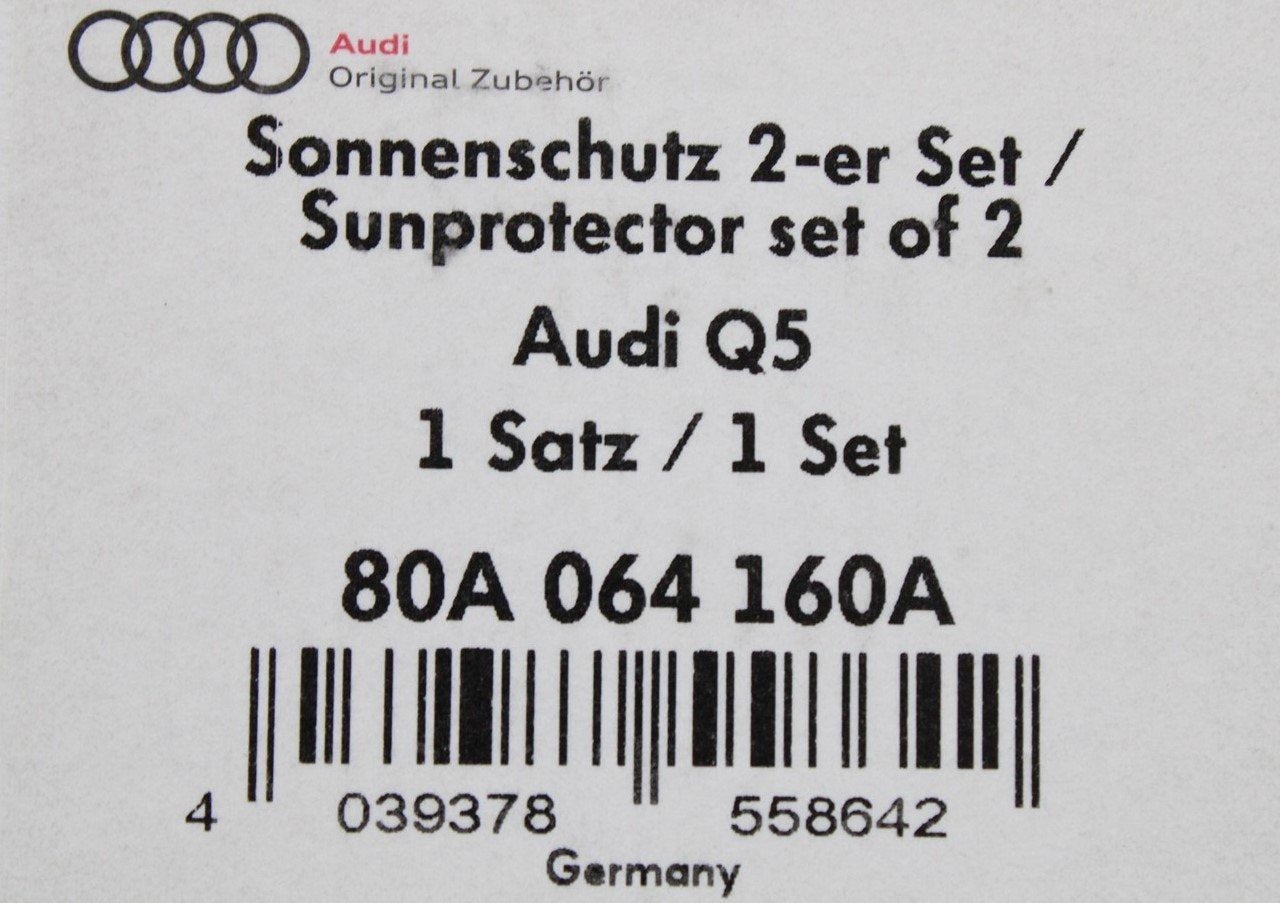 Audi
Original Zubehör
Sonnenschutz 2-er Set /
Sunprotector set of 2
Audi Q5
1 Satz / 1 Set
80A 064 160A
4 039378 558642
Germany